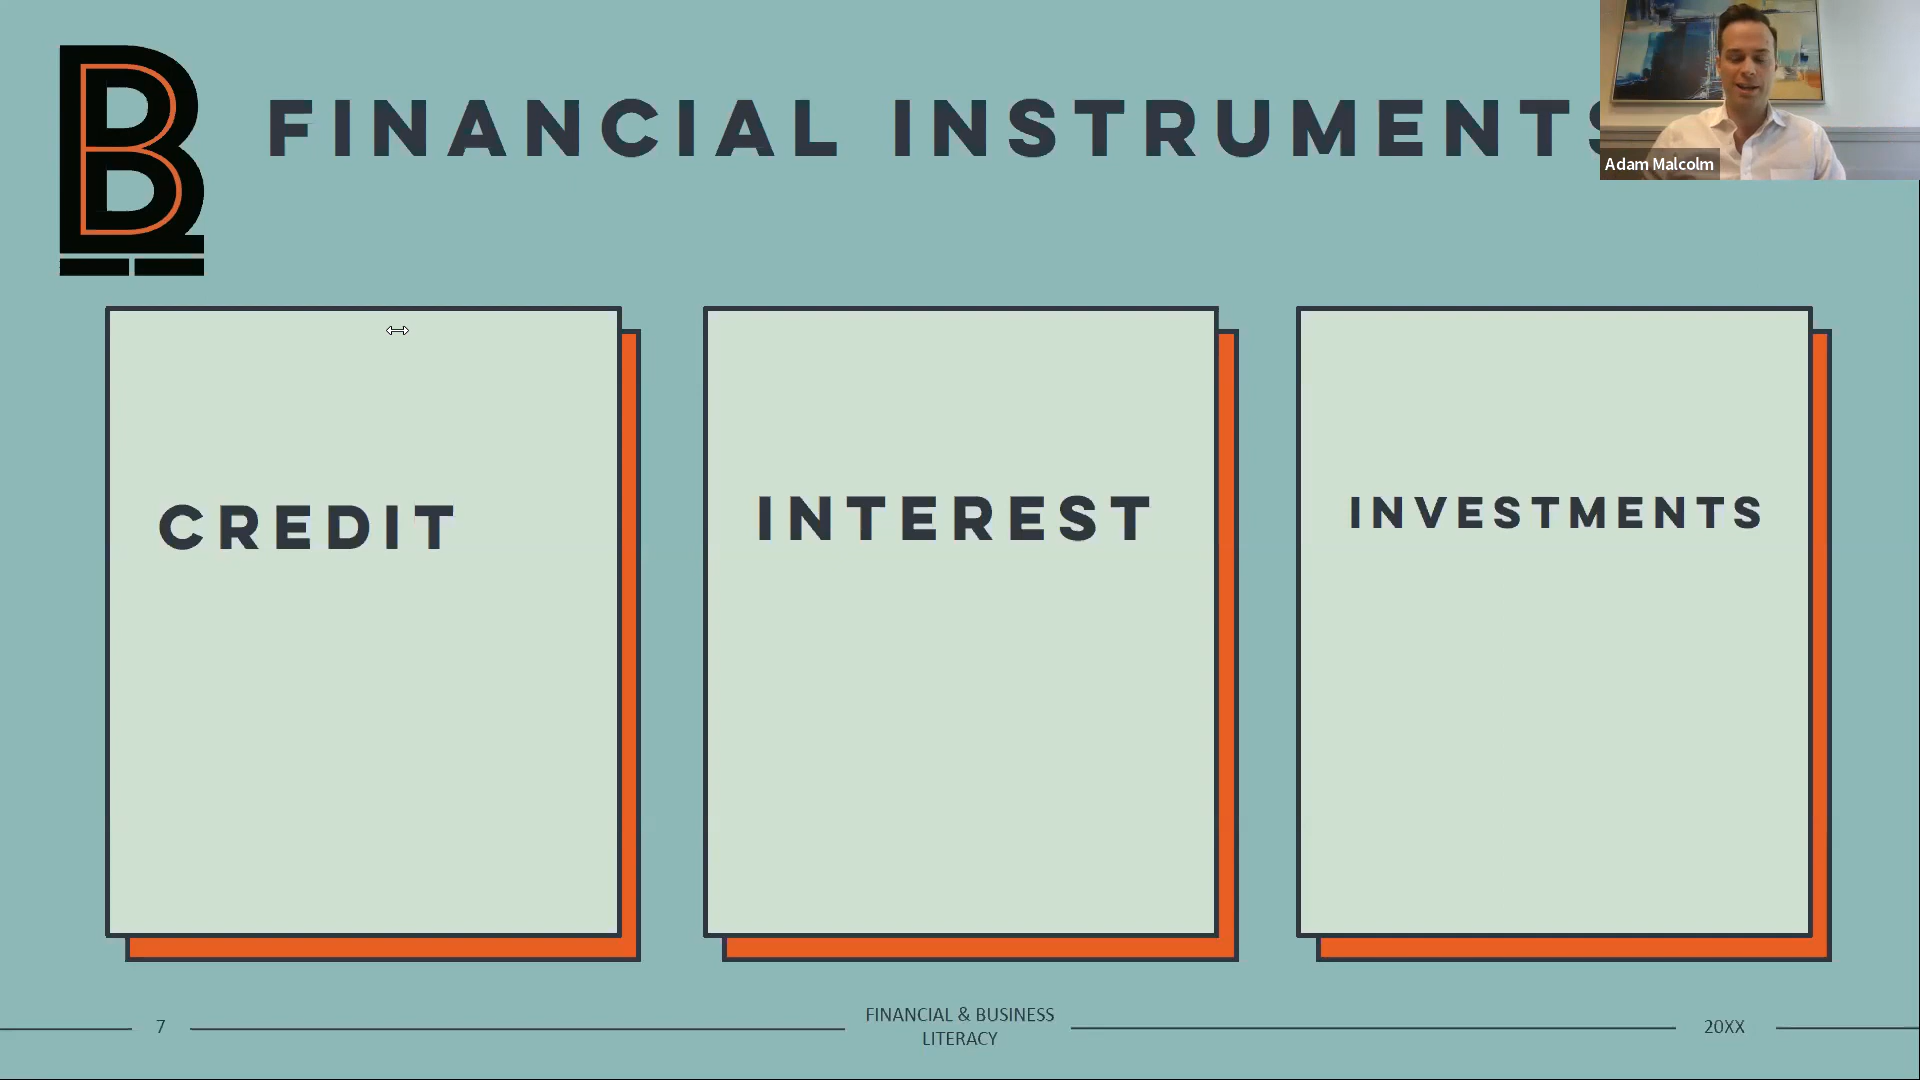 B
FINANCIAL INSTRUMENTS
Adam Malcolm
CREDIT
INTEREST
INVESTMENTS
7
FINANCIAL & BUSINESS
LITERACY
20XX